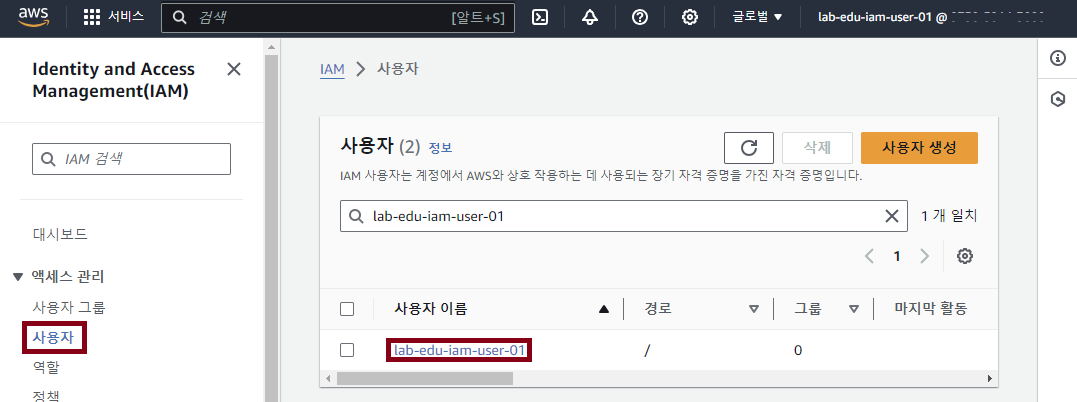 aws 서비스 검색 [알트+S] 글로벌 ▼ lab-edu-iam-user-01 @
Identity and Access
Management(IAM)
IAM 검색
대시보드
액세스 관리
사용자 그룹
사용자
역할
정책
IAM > 사용자
사용자 (2) 정보
삭제
사용자 생성
IAM 사용자는 계정에서 AWS와 상호 작용하는 데 사용되는 장기 자격 증명을 가진 자격 증명입니다.
lab-edu-iam-user-01
1 개 일치
1
사용자 이름 경로 그룹 마지막 활동
lab-edu-iam-user-01 / 0